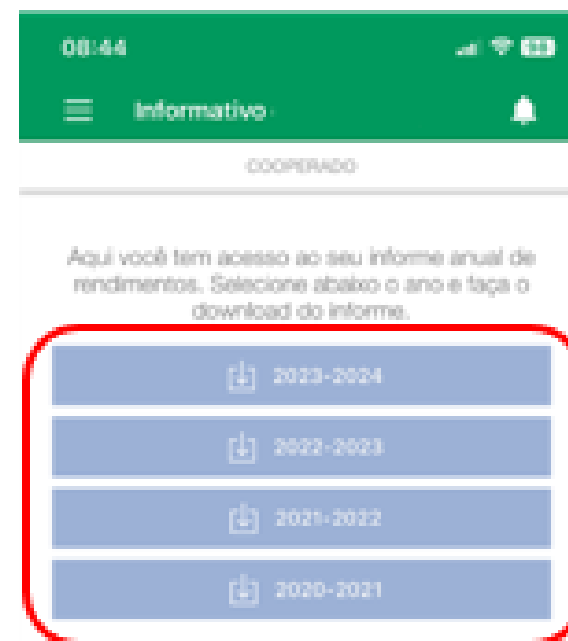 08:44
Informativo
COOPERADO
Aqui você tem acesso ao seu informe anual de
rendimentos. Selecione abaixo o ano e faça o
download do informe.
2023-2024
2022-2023
2021-2022
2020-2021